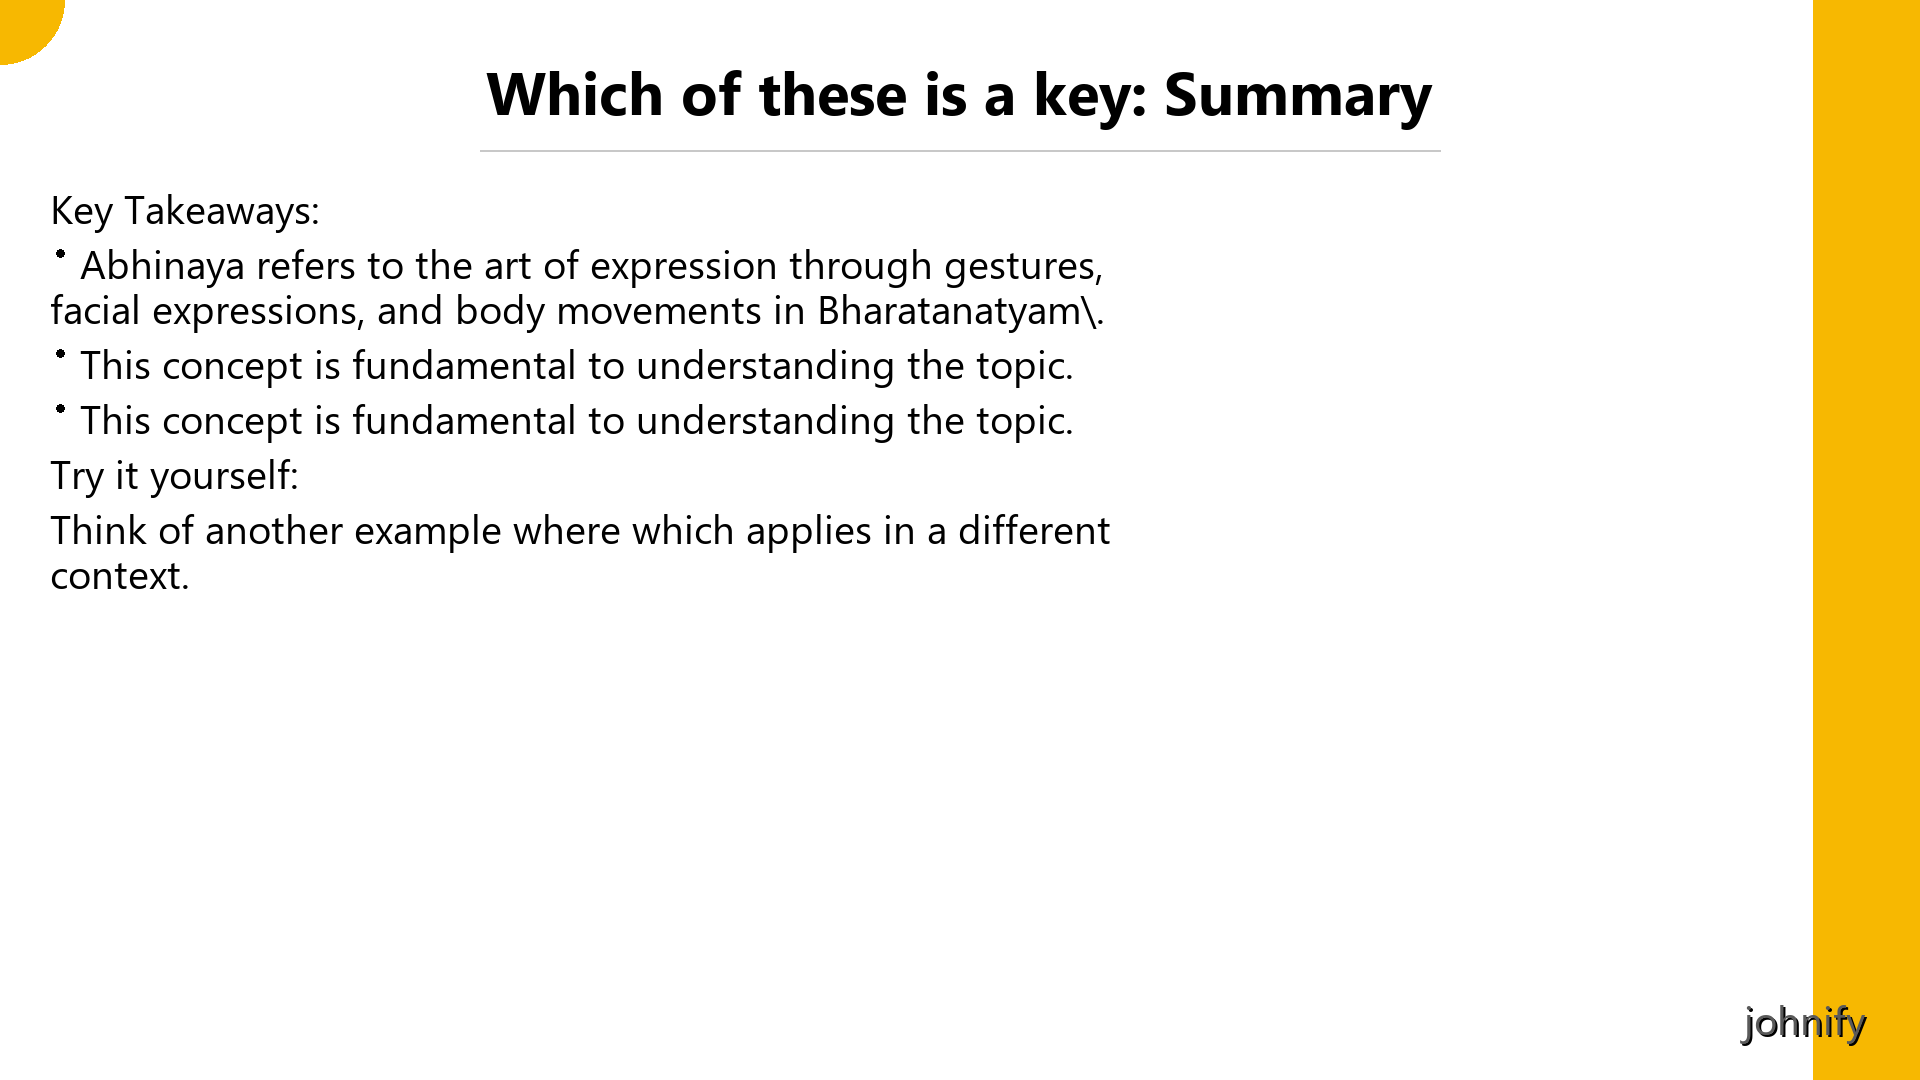 Which of these is a key: Summary
Key Takeaways:
• Abhinaya refers to the art of expression through gestures,
facial expressions, and body movements in Bharatanatyam\.
• This concept is fundamental to understanding the topic.
• This concept is fundamental to understanding the topic.
Try it yourself:
Think of another example where which applies in a different
context.
johnify